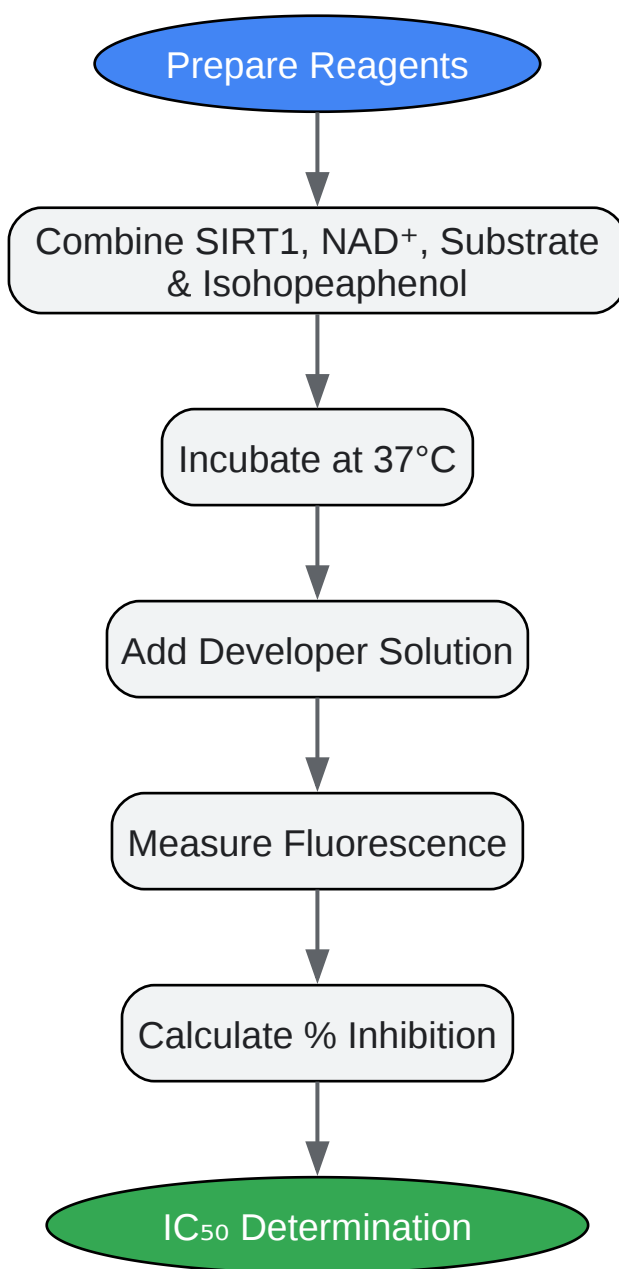 Prepare Reagents
Combine SIRT1, NAD⁺, Substrate
& Isohopeaphenol
Incubate at 37°C
Add Developer Solution
Measure Fluorescence
Calculate % Inhibition
IC₅₀ Determination